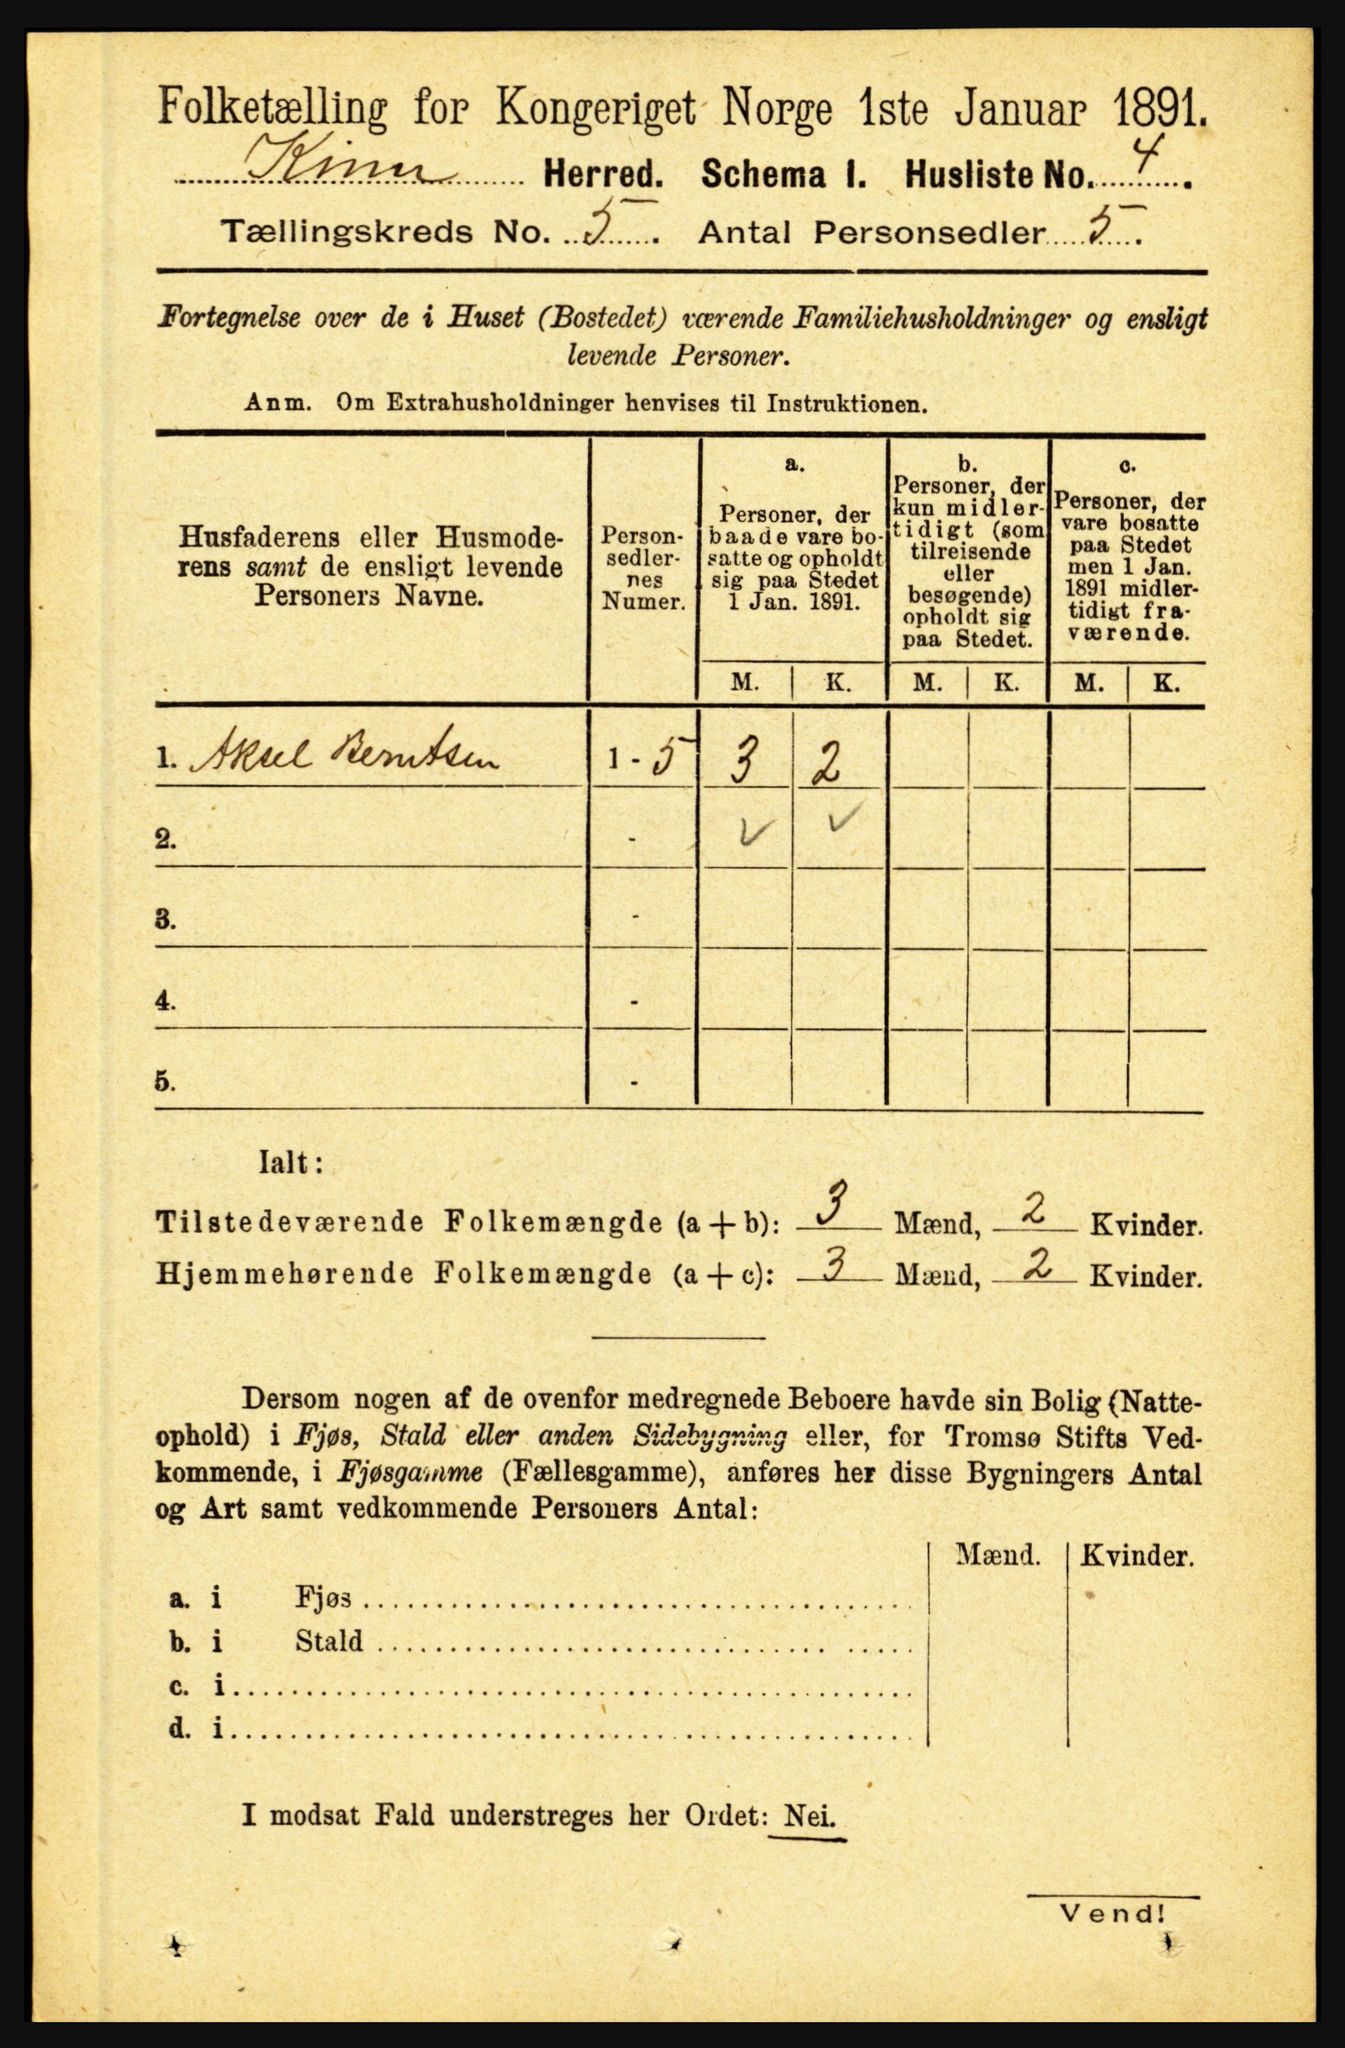 Folketælling for Kongeriget Norge 1ste Januar 1891.
Kinn Herred. Schema I. Husliste No. 4.
Tællingskreds No. 5. Antal Personsedler 5.
Fortegnelse over de i Huset (Bostedet) værende Familiehusholdninger og ensligt
levende Personer.
Anm. Om Extrahusholdninger henvises til Instruktionen.
Husfaderens eller Husmode-
rens samt de ensligt levende
Personers Navne.
Person-
sedler-
nes
Numer.
a.
Personer, der
baade vare bo-
satte og opholdt
sig paa Stedet
1 Jan. 1891.
b.
Personer, der
kun midler-
tidigt (som
tilreisende
eller
besøgende)
opholdt sig
paa Stedet.
c.
Personer, der
vare bosatte
paa Stedet
men 1 Jan.
1891 midler-
tidigt fra-
værende.
M. K. M. K. M. K.
1. Aksel Berntsen 1 - 5 3 2
2. - ✓ ✓
3. -
4. -
5. -
Ialt:
Tilstedeværende Folkemængde (a + b): 3 Mænd, 2 Kvinder.
Hjemmehørende Folkemængde (a + c): 3 Mænd, 2 Kvinder.
Dersom nogen af de ovenfor medregnede Beboere havde sin Bolig (Natte-
ophold) i Fjøs, Stald eller anden Sidebygning eller, for Tromsø Stifts Ved-
kommende, i Fjøsgamme (Fællesgamme), anføres her disse Bygningers Antal
og Art samt vedkommende Personers Antal:
Mænd. Kvinder.
a. i Fjøs
b. i Stald
c. i
d. i
I modsat Fald understreges her Ordet: Nei.
Vend!